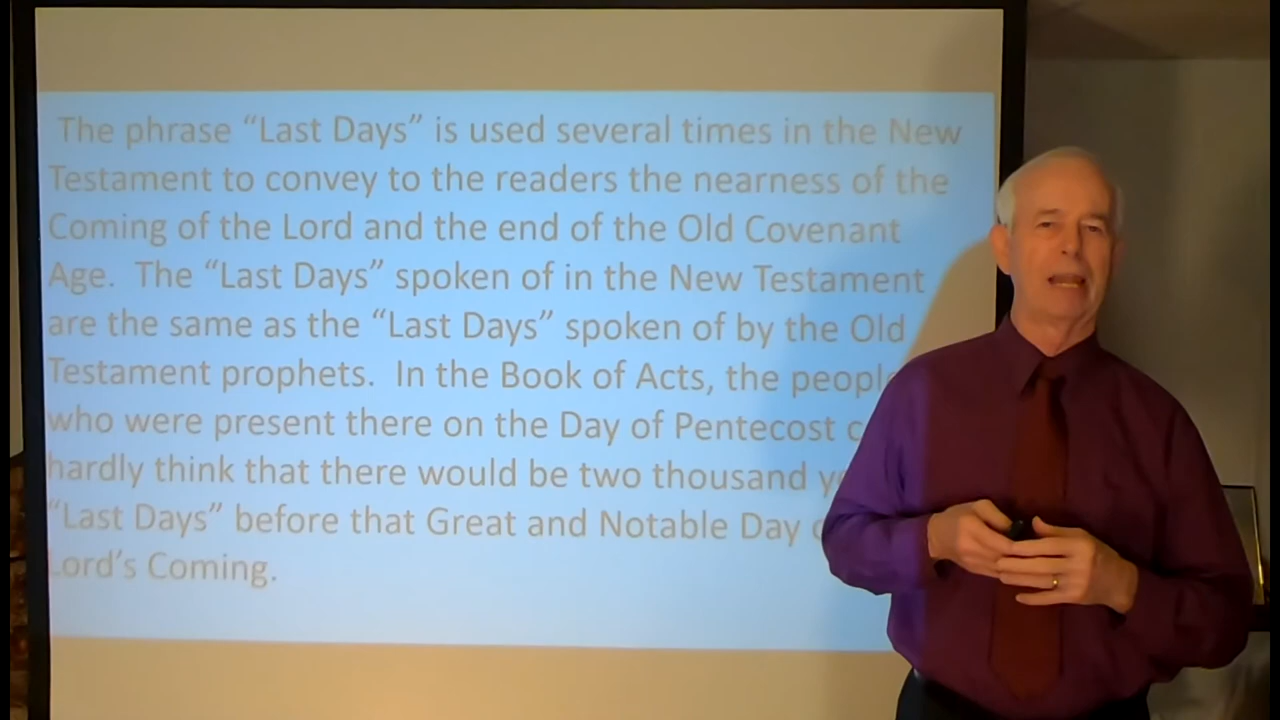 The phrase “Last Days” is used several times in the New
Testament to convey to the readers the nearness of the
Coming of the Lord and the end of the Old Covenant
Age.  The “Last Days” spoken of in the New Testament
are the same as the “Last Days” spoken of by the Old
Testament prophets.  In the Book of Acts, the peopl
who were present there on the Day of Pentecost c
hardly think that there would be two thousand y
“Last Days” before that Great and Notable Day
Lord’s Coming.